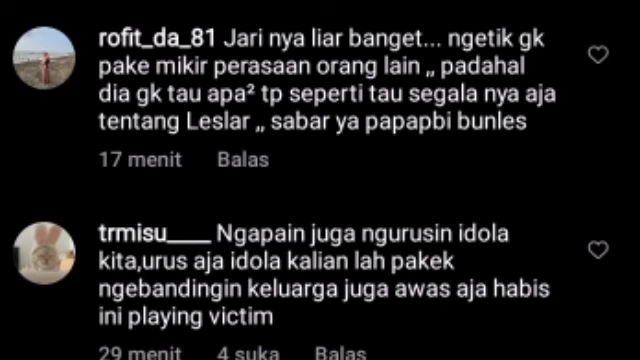 rofit_da_81 Jari nya liar banget... ngetik gk
pake mikir perasaan orang lain ,, padahal
dia gk tau apa² tp seperti tau segala nya aja
tentang Leslar ,, sabar ya papapbi bunles
17 menit Balas
trmisu____ Ngapain juga ngurusin idola
kita,urus aja idola kalian lah pakek
ngebandingin keluarga juga awas aja habis
ini playing victim
29 menit 4 suka Balas